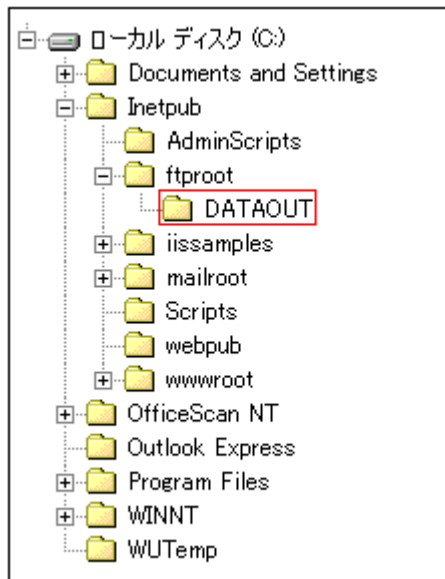 ローカル ディスク (C:)
Documents and Settings
Inetpub
AdminScripts
ftproot
DATAOUT
iissamples
mailroot
Scripts
webpub
wwwroot
OfficeScan NT
Outlook Express
Program Files
WINNT
WUTemp